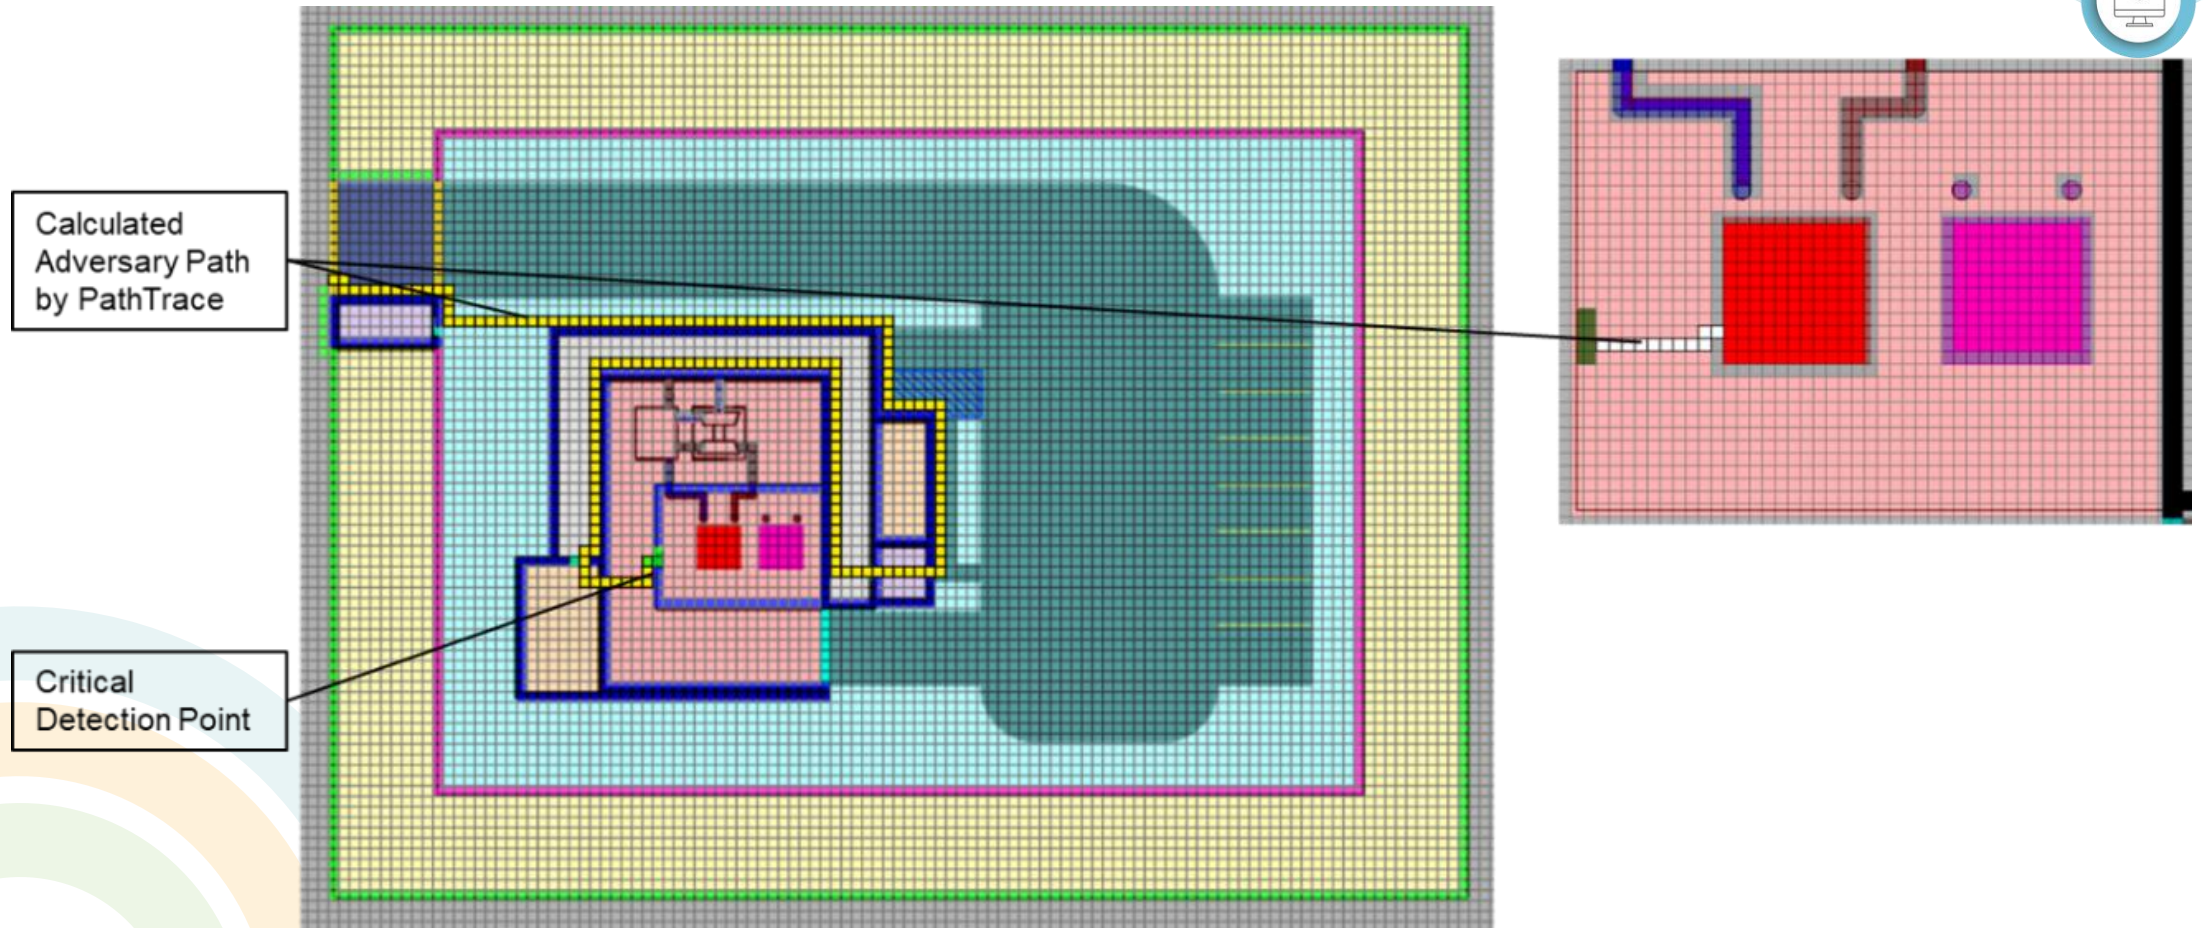 Calculated
Adversary Path
by PathTrace
Critical
Detection Point